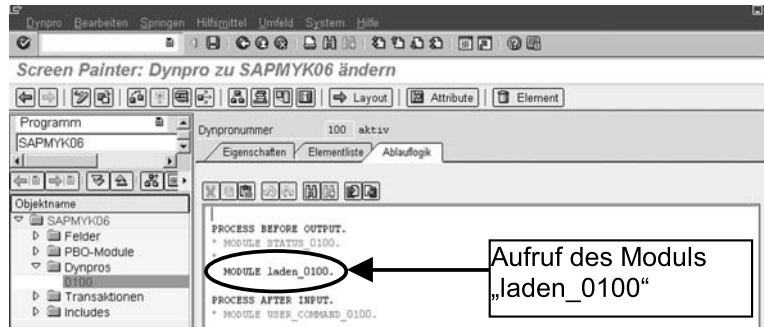 Dynpro Bearbeiten Springen Hilfsmittel Umfeld System Hilfe
Screen Painter: Dynpro zu SAPMYK06 ändern
Layout Attribute Element
Programm
SAPMYK06
Dynpronummer 100 aktiv
Eigenschaften Elementliste Ablauflogik
Objektname
SAPMYK06
Felder
PBO-Module
Dynpros
0100
Transaktionen
Includes
PROCESS BEFORE OUTPUT.
* MODULE STATUS_0100.
*
MODULE laden_0100.
PROCESS AFTER INPUT.
* MODULE USER_COMMAND_0100.
Aufruf des Moduls
„laden_0100“